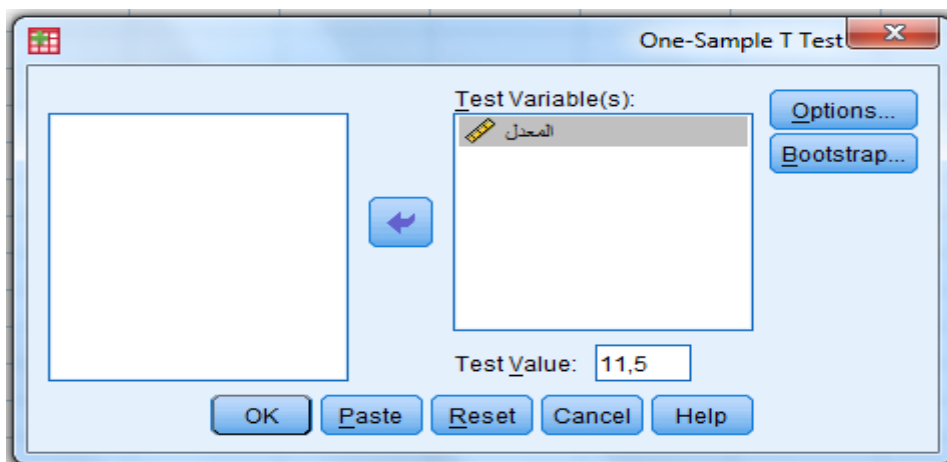 One-Sample T Test
Test Variable(s):
المعدل
Options...
Bootstrap...
Test Value: 11,5
OK Paste Reset Cancel Help